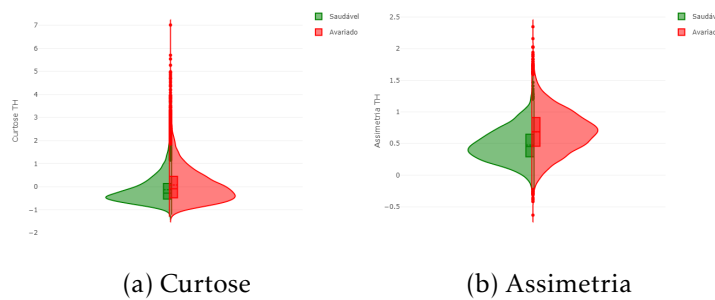 7
6
5
4
3
2
1
0
−1
−2
Curtose TH
Saudável
Avariado
2.5
2
1.5
1
0.5
0
−0.5
Assimetria TH
Saudável
Avariado
(a) Curtose
(b) Assimetria